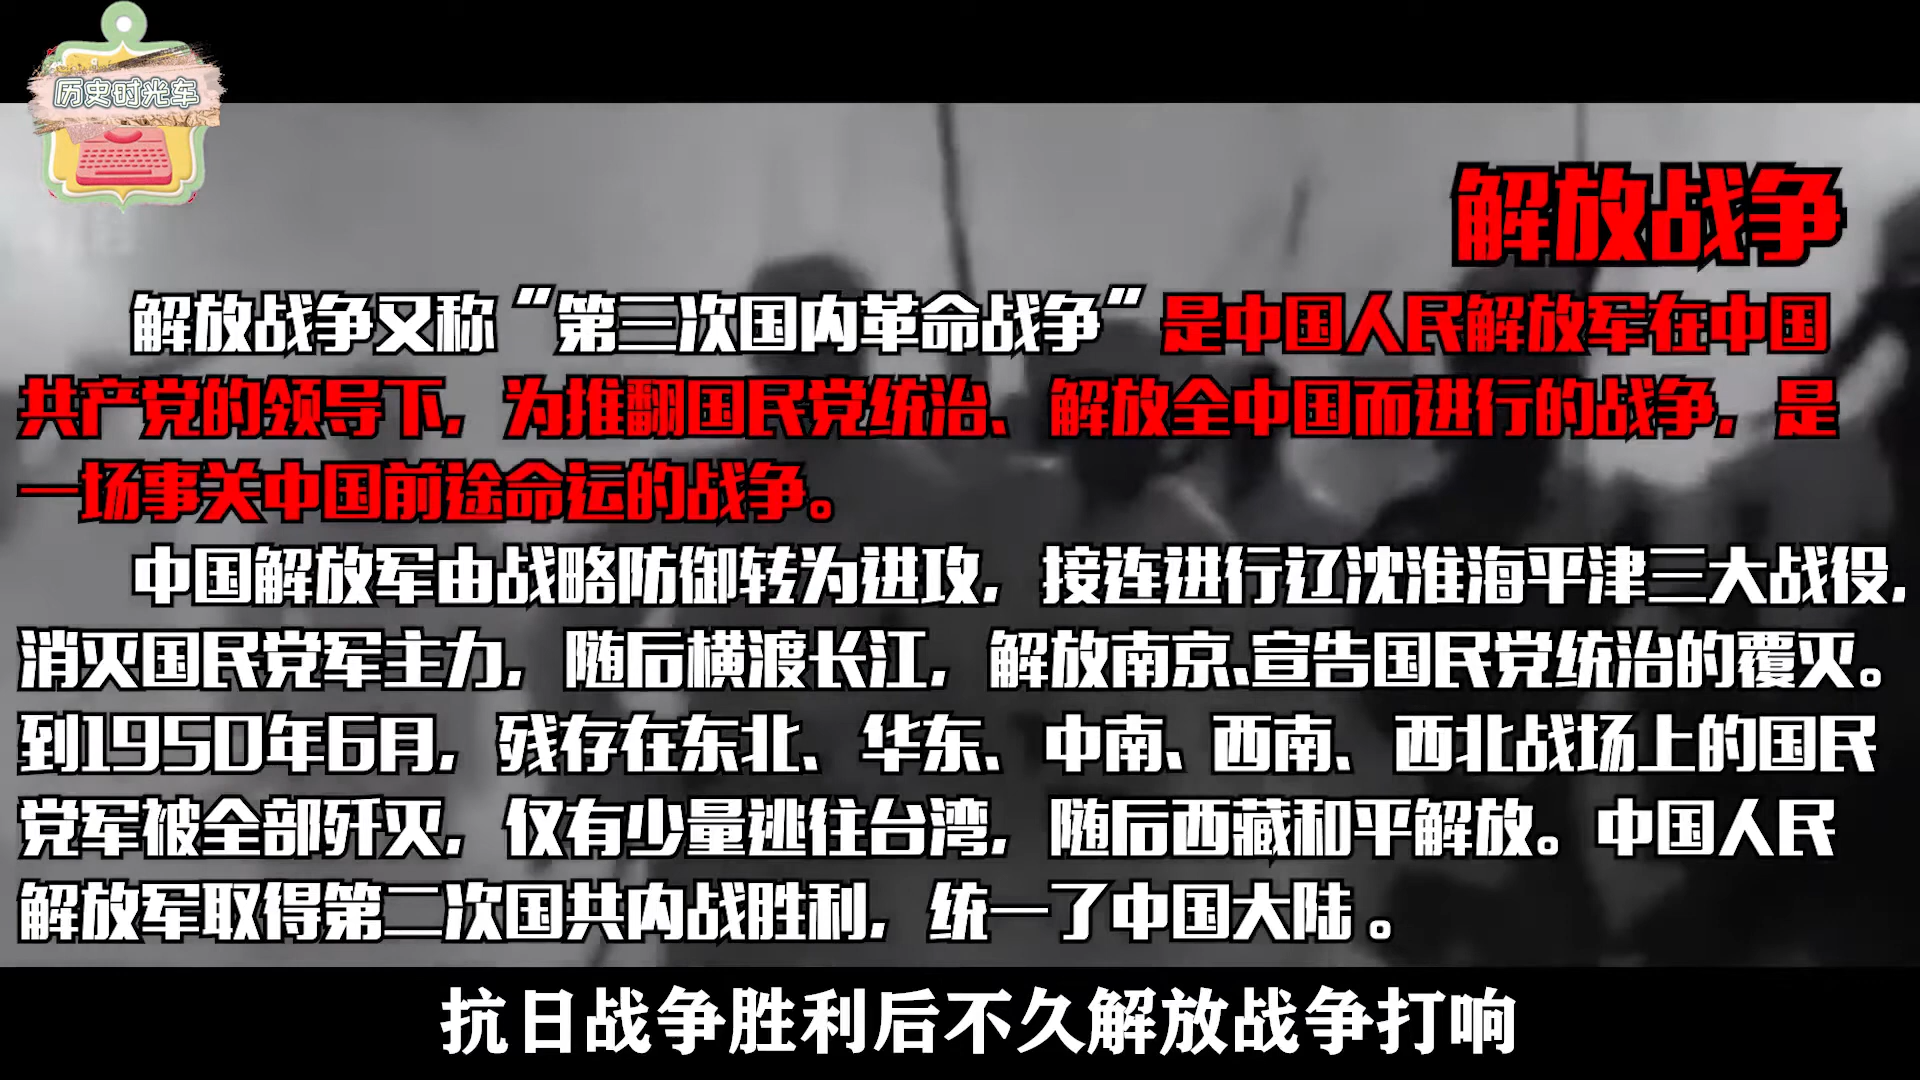 历史时光车
解放战争
解放战争又称“第三次国内革命战争“是中国人民解放军在中国
共产党的领导下，为推翻国民党统治、解放全中国而进行的战争，是
一场事关中国前途命运的战争。
中国解放军由战略防御转为进攻，接连进行辽沈淮海平津三大战役，
消灭国民党军主力，随后横渡长江，解放南京、宣告国民党统治的覆灭。
到1950年6月，残存在东北、华东、中南、西南、西北战场上的国民
党军被全部歼灭，仅有少量逃往台湾，随后西藏和平解放。中国人民
解放军取得第二次国共内战胜利，统一了中国大陆。
抗日战争胜利后不久解放战争打响